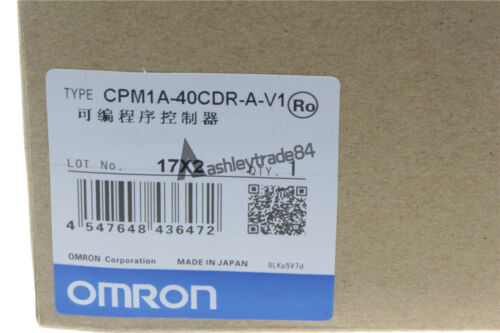 TYPE CPM1A-40CDR-A-V1 Ro
可编程序控制器
LOT No. 17X2 QTY. 1
ashleytrade84
4 547648 436472
OMRON Corporation MADE IN JAPAN 8LKp5V7d
OMRON